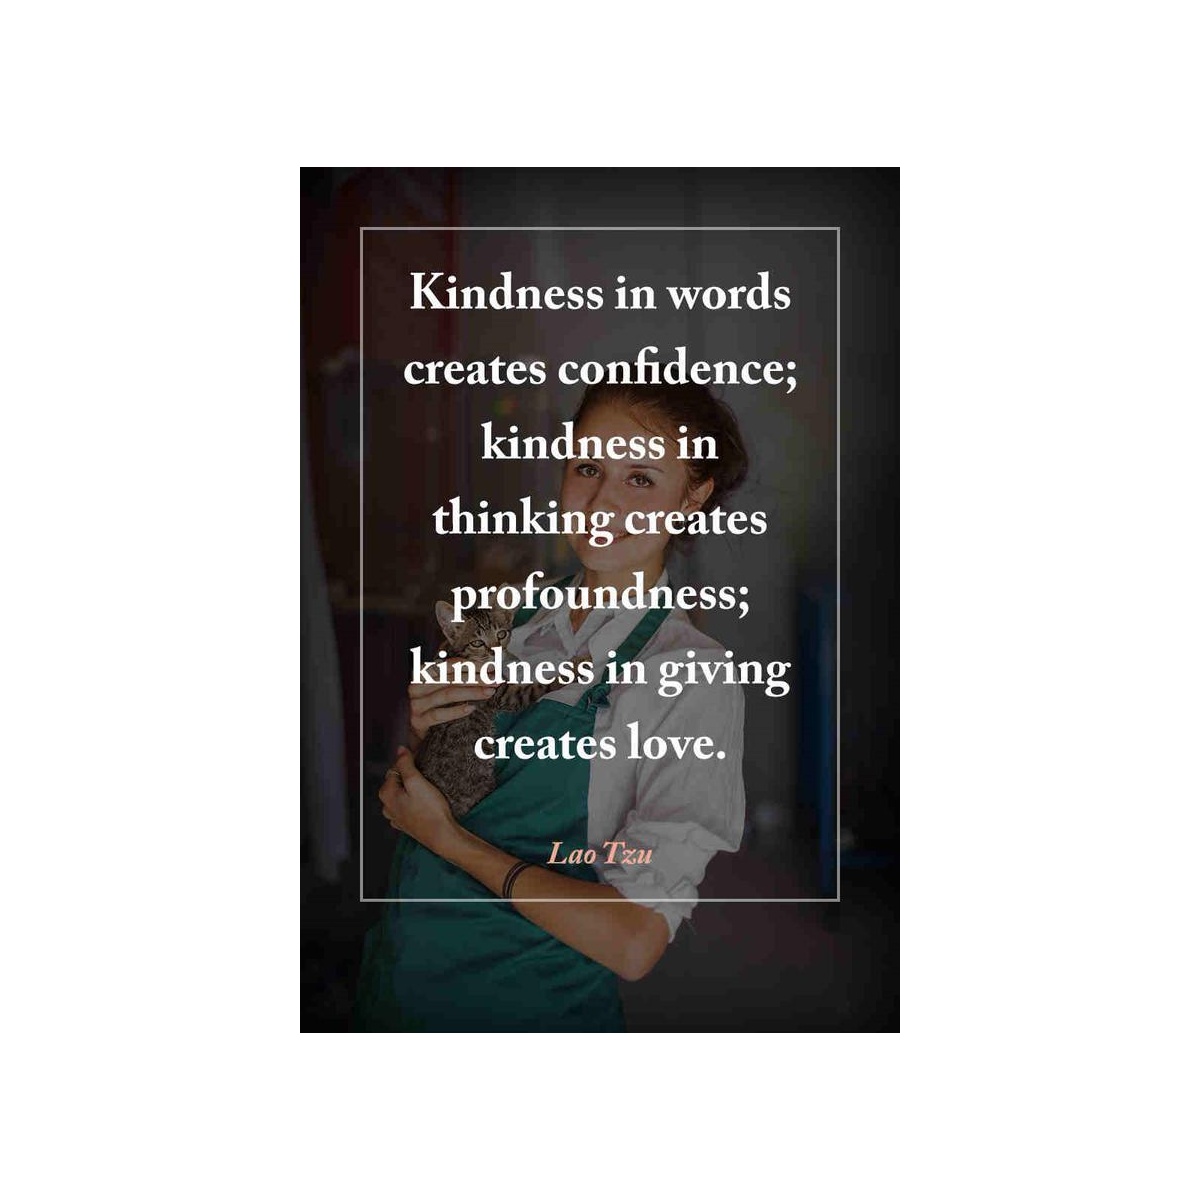 Kindness in words
creates confidence;
kindness in
thinking creates
profoundness;
kindness in giving
creates love.
Lao Tzu